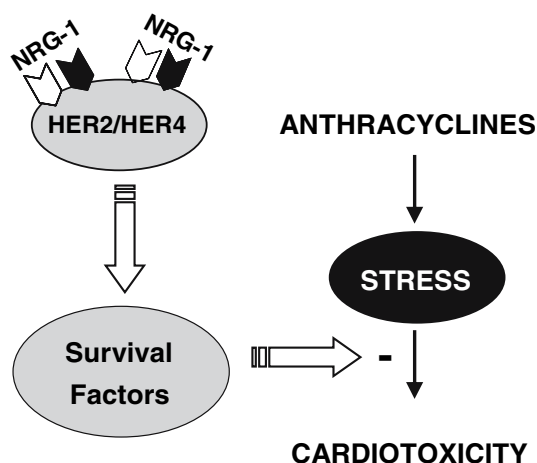 NRG-1 NRG-1
HER2/HER4
ANTHRACYCLINES
STRESS
Survival
Factors
-
CARDIOTOXICITY